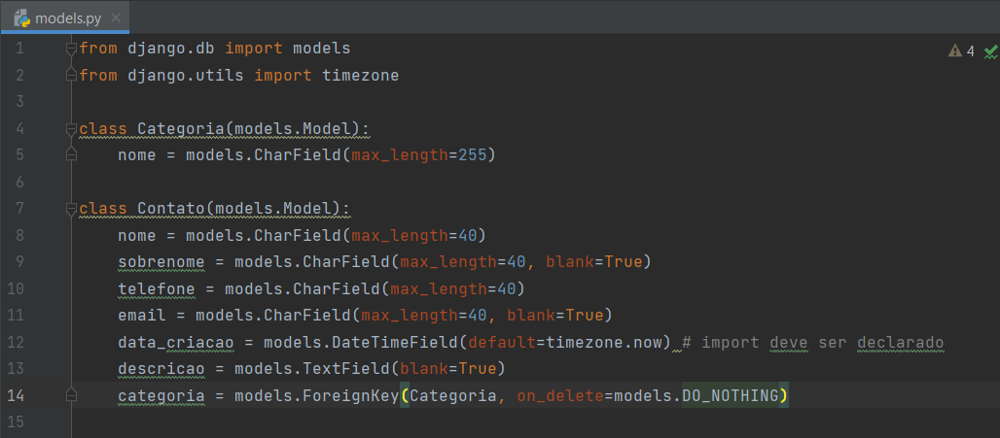 models.py
4
1 from django.db import models
2 from django.utils import timezone
3
4 class Categoria(models.Model):
5     nome = models.CharField(max_length=255)
6
7 class Contato(models.Model):
8     nome = models.CharField(max_length=40)
9     sobrenome = models.CharField(max_length=40, blank=True)
10     telefone = models.CharField(max_length=40)
11     email = models.CharField(max_length=40, blank=True)
12     data_criacao = models.DateTimeField(default=timezone.now) # import deve ser declarado
13     descricao = models.TextField(blank=True)
14     categoria = models.ForeignKey(Categoria, on_delete=models.DO_NOTHING)
15